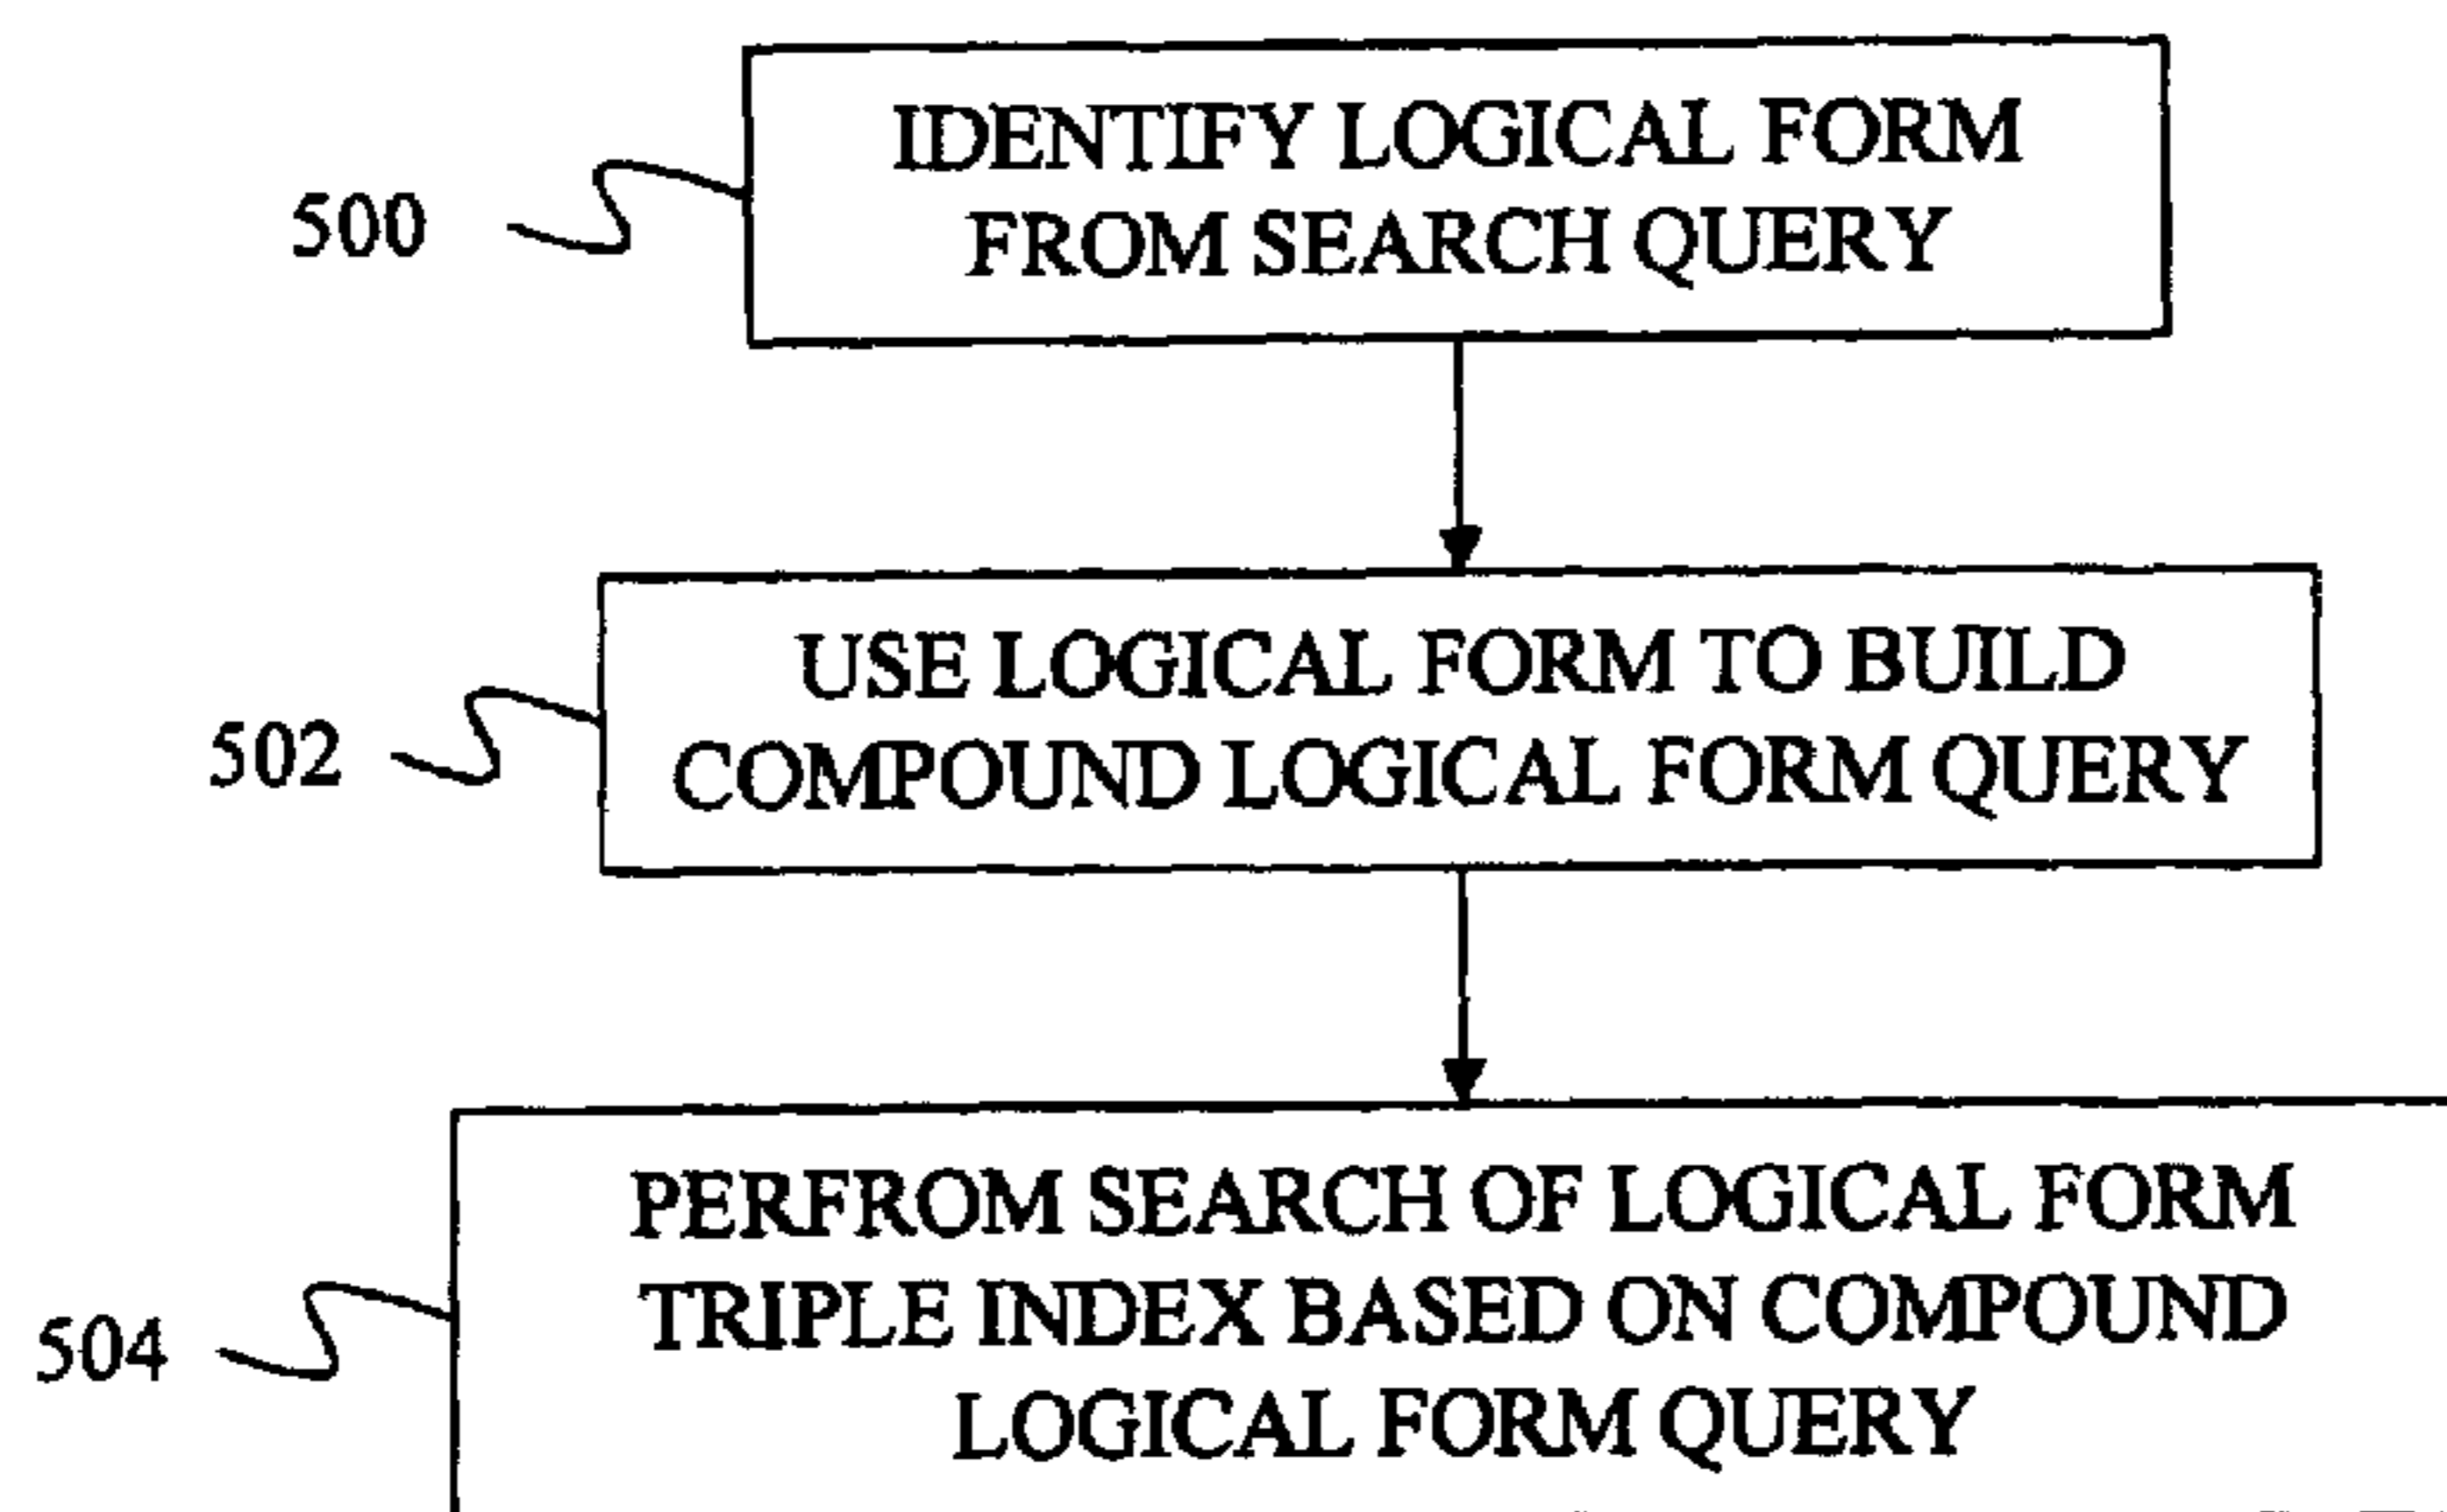 IDENTIFY LOGICAL FORM
FROM SEARCH QUERY
500
USE LOGICAL FORM TO BUILD
COMPOUND LOGICAL FORM QUERY
502
PERFROM SEARCH OF LOGICAL FORM
TRIPLE INDEX BASED ON COMPOUND
LOGICAL FORM QUERY
504